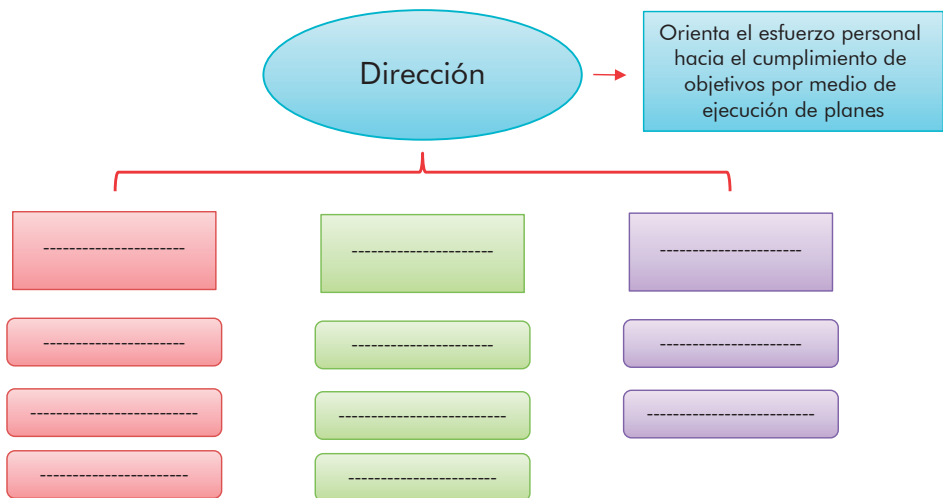 Dirección
Orienta el esfuerzo personal
hacia el cumplimiento de
objetivos por medio de
ejecución de planes